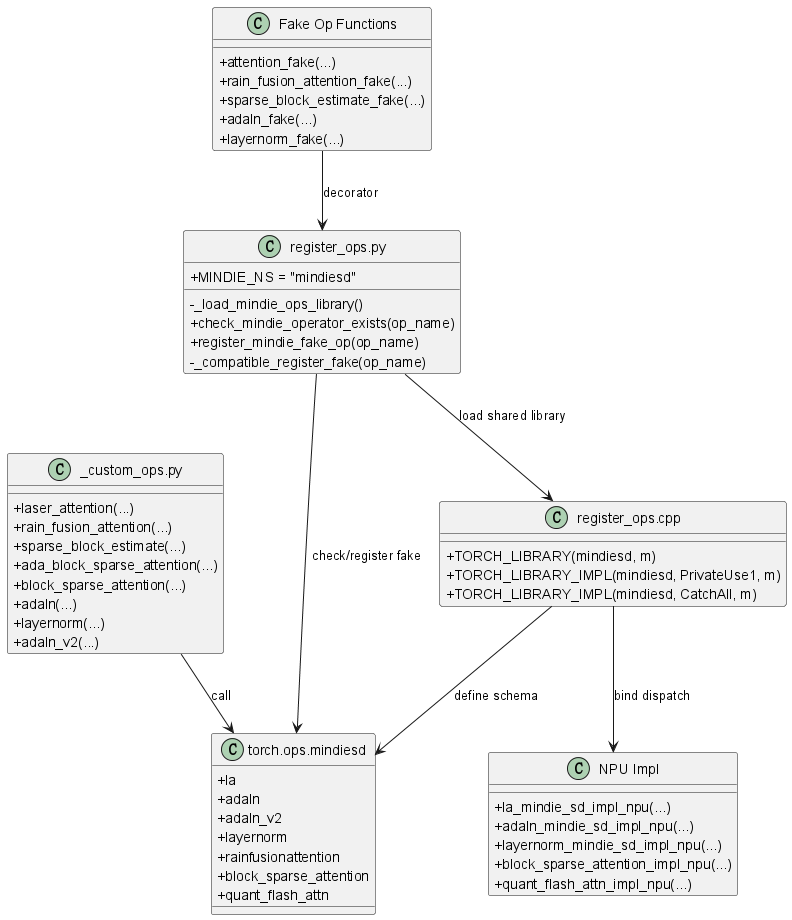 C Fake Op Functions
+attention_fake(...)
+rain_fusion_attention_fake(...)
+sparse_block_estimate_fake(...)
+adaln_fake(...)
+layernorm_fake(...)
decorator
C register_ops.py
+MINDIE_NS = "mindiesd"
-_load_mindie_ops_library()
+check_mindie_operator_exists(op_name)
+register_mindie_fake_op(op_name)
-_compatible_register_fake(op_name)
load shared library
C _custom_ops.py
+laser_attention(...)
+rain_fusion_attention(...)
+sparse_block_estimate(...)
+ada_block_sparse_attention(...)
+block_sparse_attention(...)
+adaln(...)
+layernorm(...)
+adaln_v2(...)
check/register fake
C register_ops.cpp
+TORCH_LIBRARY(mindiesd, m)
+TORCH_LIBRARY_IMPL(mindiesd, PrivateUse1, m)
+TORCH_LIBRARY_IMPL(mindiesd, CatchAll, m)
call
define schema
bind dispatch
C torch.ops.mindiesd
+la
+adaln
+adaln_v2
+layernorm
+rainfusionattention
+block_sparse_attention
+quant_flash_attn
C NPU Impl
+la_mindie_sd_impl_npu(...)
+adaln_mindie_sd_impl_npu(...)
+layernorm_mindie_sd_impl_npu(...)
+block_sparse_attention_impl_npu(...)
+quant_flash_attn_impl_npu(...)